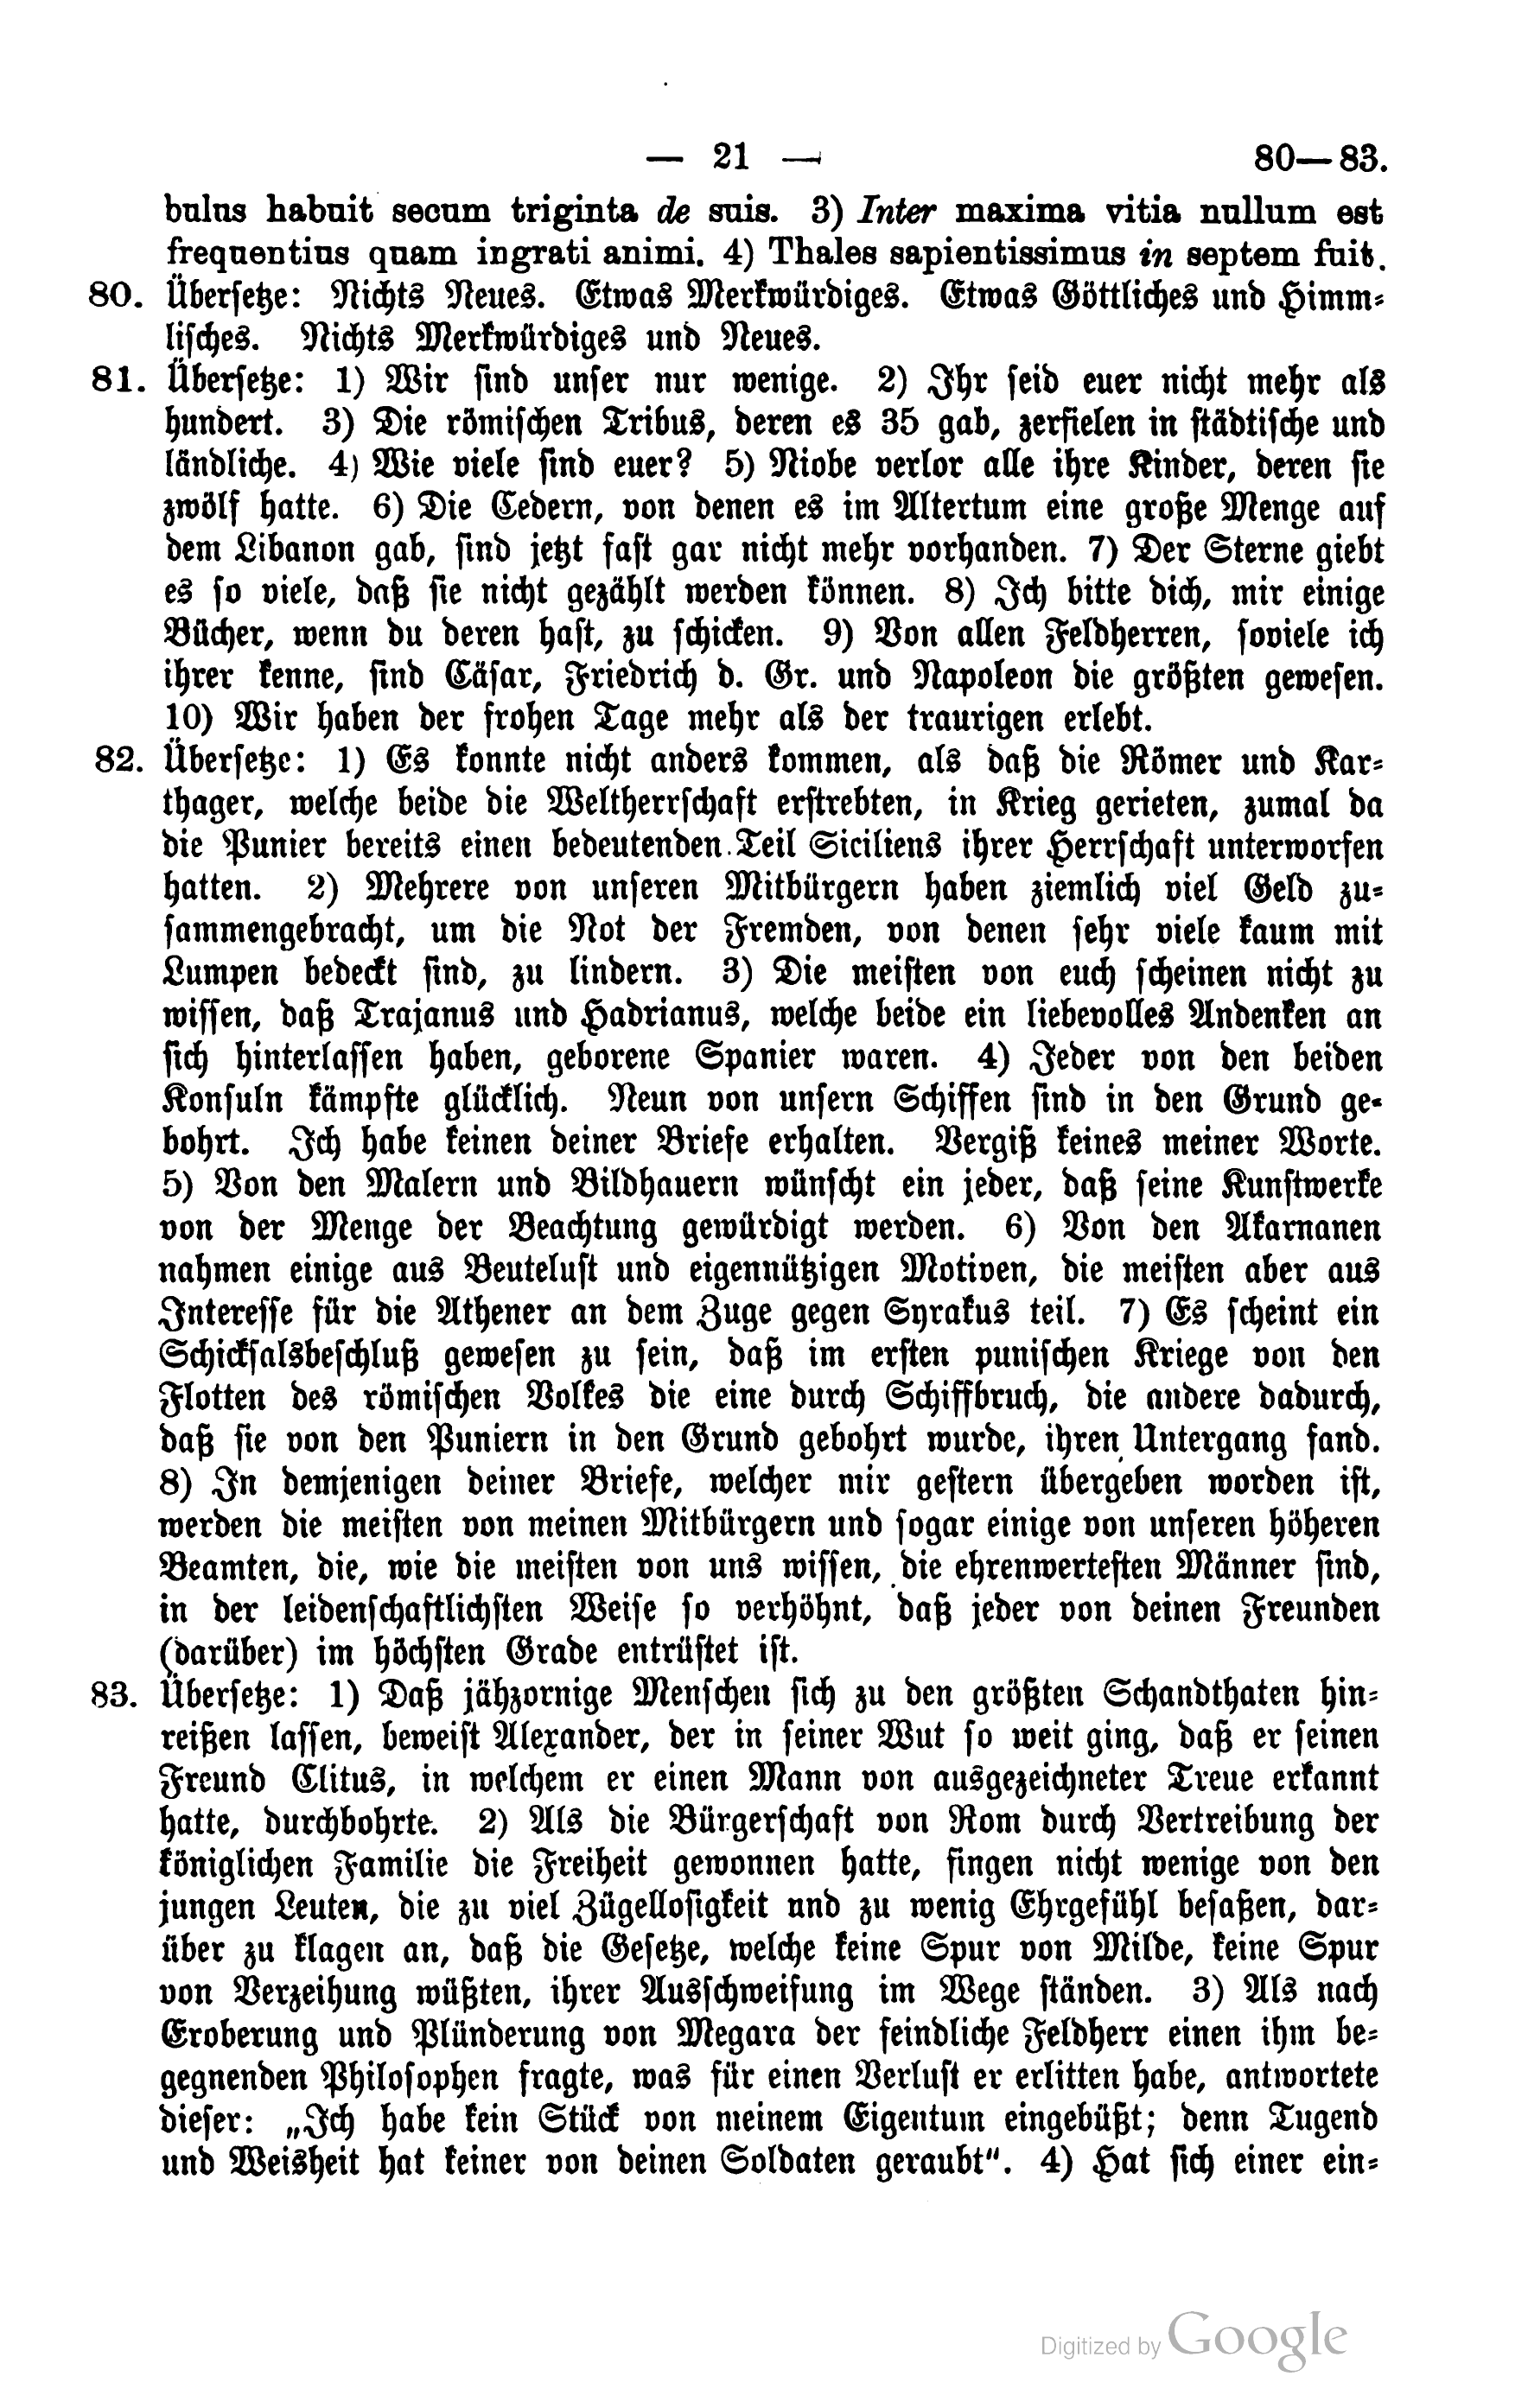 — 21 — 80—83.
bulus habuit secum triginta de suis. 3) Inter maxima vitia nullum est
frequentius quam ingrati animi. 4) Thales sapientissimus in septem fuit.
80. Übersetze: Nichts Neues. Etwas Merkwürdiges. Etwas Göttliches und Himm-
lisches. Nichts Merkwürdiges und Neues.
81. Übersetze: 1) Wir sind unser nur wenige. 2) Ihr seid euer nicht mehr als
hundert. 3) Die römischen Tribus, deren es 35 gab, zerfielen in städtische und
ländliche. 4) Wie viele sind euer? 5) Niobe verlor alle ihre Kinder, deren sie
zwölf hatte. 6) Die Cedern, von denen es im Altertum eine große Menge auf
dem Libanon gab, sind jetzt fast gar nicht mehr vorhanden. 7) Der Sterne giebt
es so viele, daß sie nicht gezählt werden können. 8) Ich bitte dich, mir einige
Bücher, wenn du deren hast, zu schicken. 9) Von allen Feldherren, soviele ich
ihrer kenne, sind Cäsar, Friedrich d. Gr. und Napoleon die größten gewesen.
10) Wir haben der frohen Tage mehr als der traurigen erlebt.
82. Übersetze: 1) Es konnte nicht anders kommen, als daß die Römer und Kar-
thager, welche beide die Weltherrschaft erstrebten, in Krieg gerieten, zumal da
die Punier bereits einen bedeutenden Teil Siciliens ihrer Herrschaft unterworfen
hatten. 2) Mehrere von unseren Mitbürgern haben ziemlich viel Geld zu-
sammengebracht, um die Not der Fremden, von denen sehr viele kaum mit
Lumpen bedeckt sind, zu lindern. 3) Die meisten von euch scheinen nicht zu
wissen, daß Trajanus und Hadrianus, welche beide ein liebevolles Andenken an
sich hinterlassen haben, geborene Spanier waren. 4) Jeder von den beiden
Konsuln kämpfte glücklich. Neun von unsern Schiffen sind in den Grund ge-
bohrt. Ich habe keinen deiner Briefe erhalten. Vergiß keines meiner Worte.
5) Von den Malern und Bildhauern wünscht ein jeder, daß seine Kunstwerke
von der Menge der Beachtung gewürdigt werden. 6) Von den Akarnanen
nahmen einige aus Beutelust und eigennützigen Motiven, die meisten aber aus
Interesse für die Athener an dem Zuge gegen Syrakus teil. 7) Es scheint ein
Schicksalsbeschluß gewesen zu sein, daß im ersten punischen Kriege von den
Flotten des römischen Volkes die eine durch Schiffbruch, die andere dadurch,
daß sie von den Puniern in den Grund gebohrt wurde, ihren Untergang fand.
8) In demjenigen deiner Briefe, welcher mir gestern übergeben worden ist,
werden die meisten von meinen Mitbürgern und sogar einige von unseren höheren
Beamten, die, wie die meisten von uns wissen, die ehrenwertesten Männer sind,
in der leidenschaftlichsten Weise so verhöhnt, daß jeder von deinen Freunden
(darüber) im höchsten Grade entrüstet ist.
83. Übersetze: 1) Daß jähzornige Menschen sich zu den größten Schandthaten hin-
reißen lassen, beweist Alexander, der in seiner Wut so weit ging, daß er seinen
Freund Clitus, in welchem er einen Mann von ausgezeichneter Treue erkannt
hatte, durchbohrte. 2) Als die Bürgerschaft von Rom durch Vertreibung der
königlichen Familie die Freiheit gewonnen hatte, fingen nicht wenige von den
jungen Leuten, die zu viel Zügellosigkeit und zu wenig Ehrgefühl besaßen, dar-
über zu klagen an, daß die Gesetze, welche keine Spur von Milde, keine Spur
von Verzeihung wüßten, ihrer Ausschweifung im Wege ständen. 3) Als nach
Eroberung und Plünderung von Megara der feindliche Feldherr einen ihm be-
gegnenden Philosophen fragte, was für einen Verlust er erlitten habe, antwortete
dieser: „Ich habe kein Stück von meinem Eigentum eingebüßt; denn Tugend
und Weisheit hat keiner von deinen Soldaten geraubt“. 4) Hat sich einer ein-
Digitized by Google